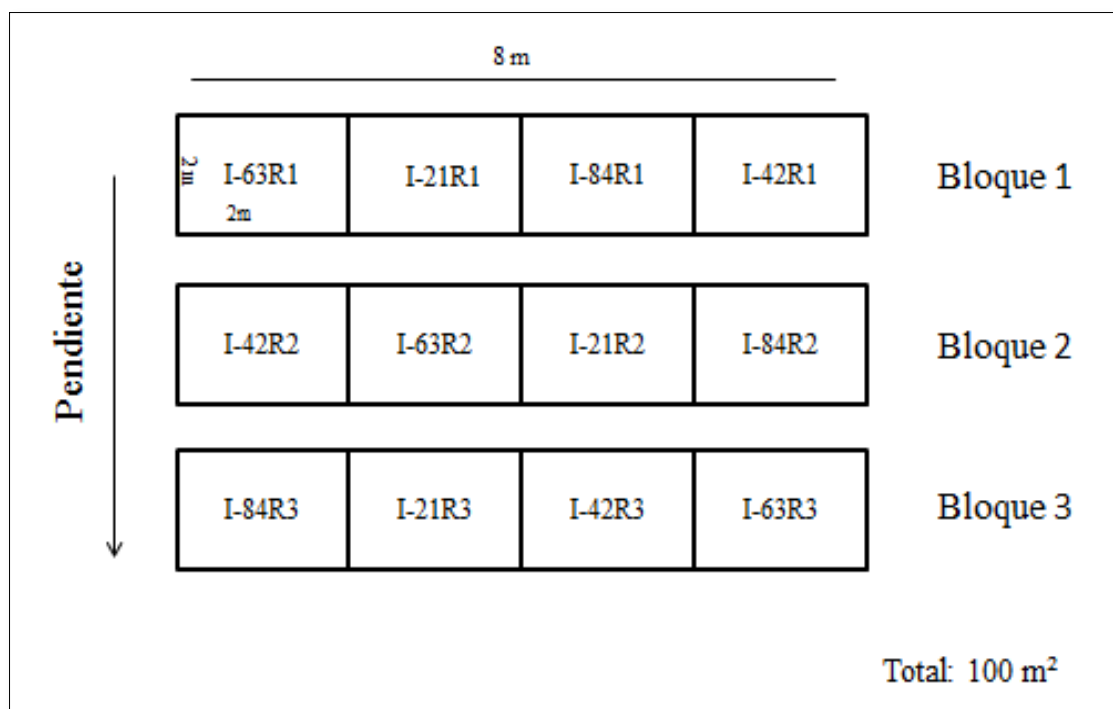 8 m
2m
I-63R1
2m
I-21R1
I-84R1
I-42R1
Bloque 1
Pendiente
I-42R2
I-63R2
I-21R2
I-84R2
Bloque 2
I-84R3
I-21R3
I-42R3
I-63R3
Bloque 3
Total: 100 m²